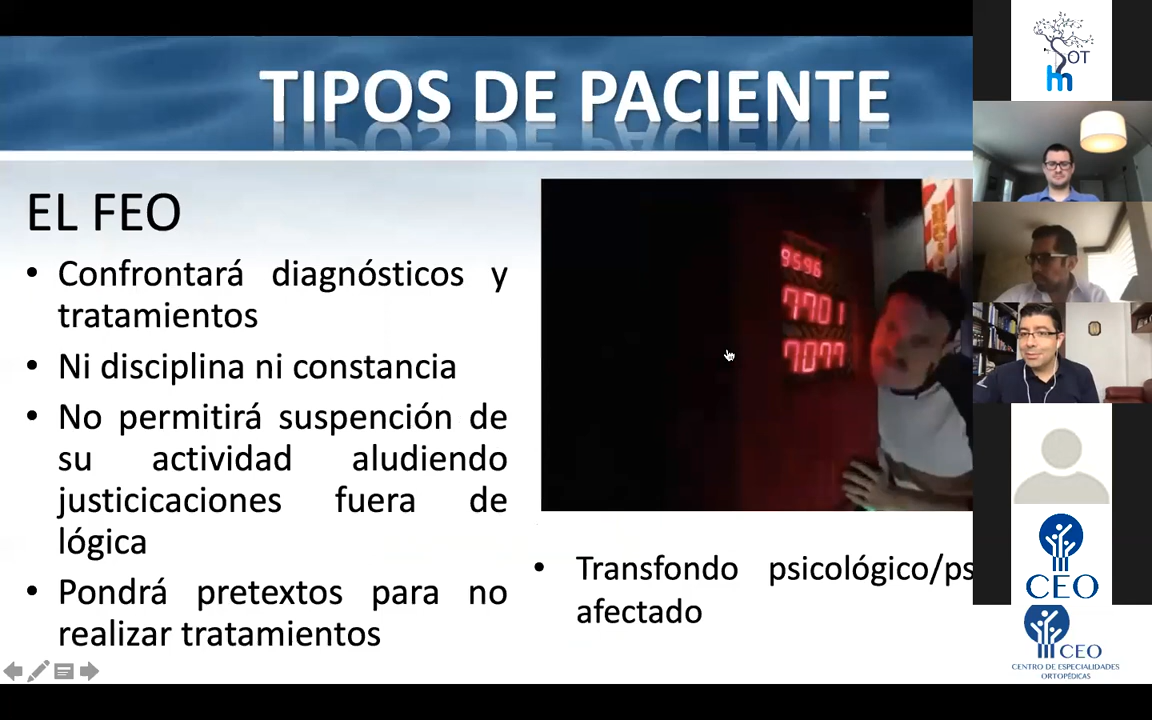 TIPOS DE PACIENTE
EL FEO
• Confrontará diagnósticos y
tratamientos
• Ni disciplina ni constancia
• No permitirá suspención de
su actividad aludiendo
justicicaciones fuera de
lógica
• Pondrá pretextos para no
realizar tratamientos
9596
7701
7077
• Transfondo psicológico/ps
afectado
SOT
hm
CEO
CEO
CENTRO DE ESPECIALIDADES
ORTOPÉDICAS